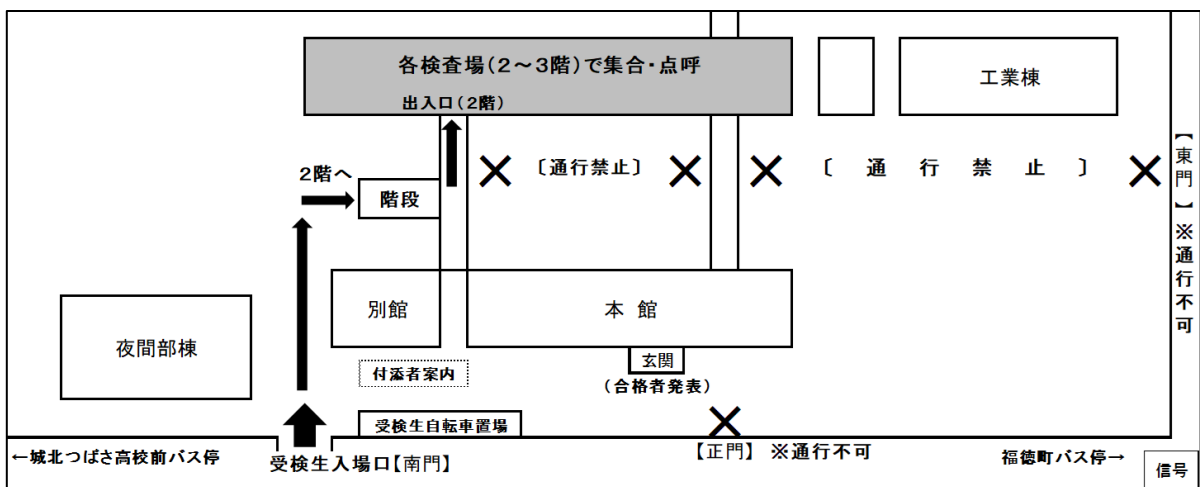 各検査場(2～3階)で集合・点呼
出入口(2階)
工業棟
【東門】※通行不可
〔通行禁止〕
〔通行禁止〕
2階へ
階段
別館
本館
夜間部棟
玄関
(合格者発表)
付添者案内
受検生自転車置場
←城北つばさ高校前バス停
受検生入場口【南門】
【正門】 ※通行不可
福徳町バス停→
信号